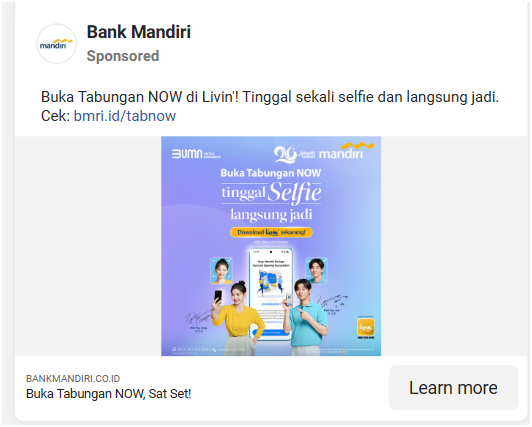 mandiri
Bank Mandiri
Sponsored
Buka Tabungan NOW di Livin'! Tinggal sekali selfie dan langsung jadi.
Cek: bmri.id/tabnow
BUMN
26
mandiri
Buka Tabungan NOW
tinggal Selfie
langsung jadi
Download livin' sekarang!
BANKMANDIRI.CO.ID
Buka Tabungan NOW, Sat Set!
Learn more